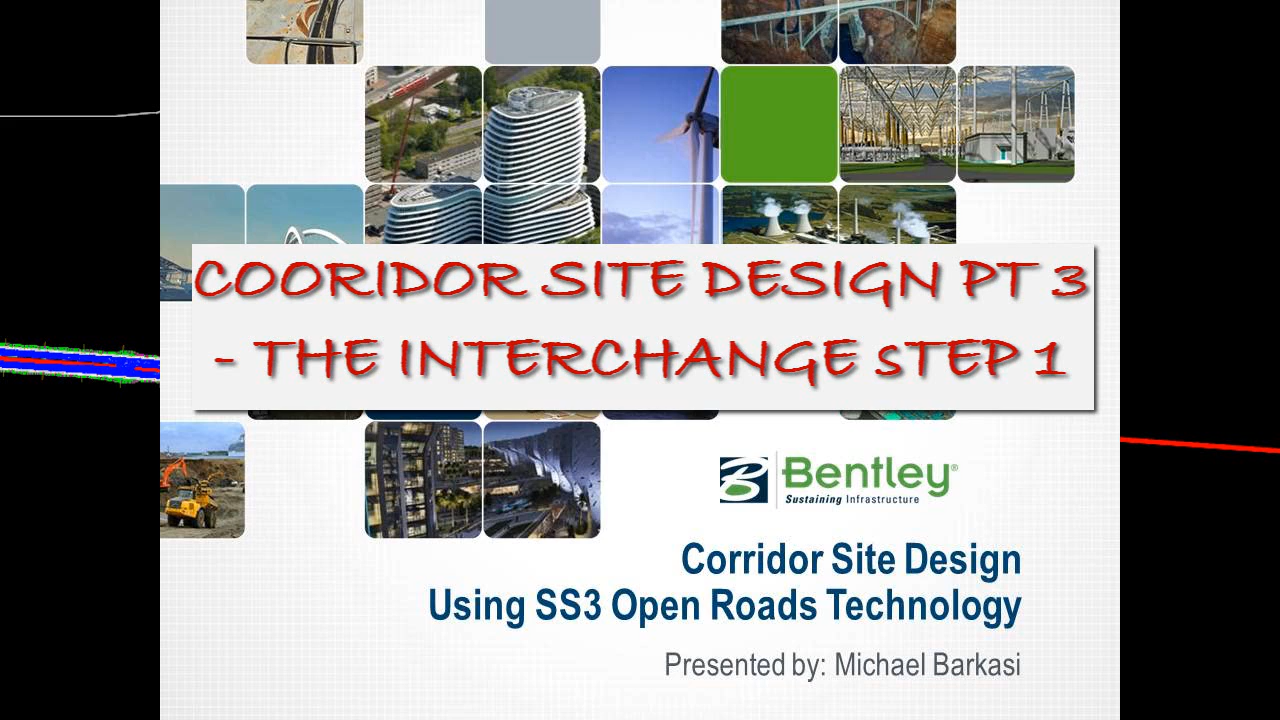 COORIDOR SITE DESIGN PT 3
- THE INTERCHANGE sTEP 1
Bentley®
Sustaining Infrastructure
Corridor Site Design
Using SS3 Open Roads Technology
Presented by: Michael Barkasi